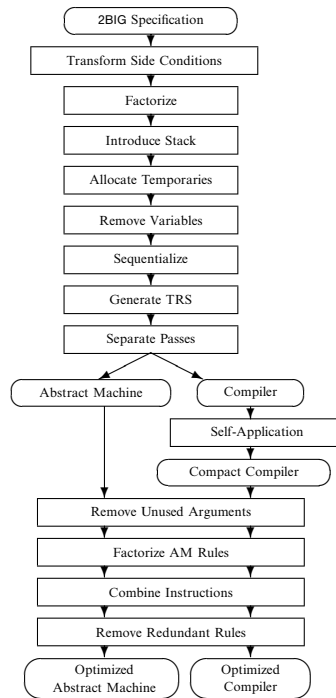 2BIG Specification
Transform Side Conditions
Factorize
Introduce Stack
Allocate Temporaries
Remove Variables
Sequentialize
Generate TRS
Separate Passes
Abstract Machine
Compiler
Self-Application
Compact Compiler
Remove Unused Arguments
Factorize AM Rules
Combine Instructions
Remove Redundant Rules
Optimized
Abstract Machine
Optimized
Compiler